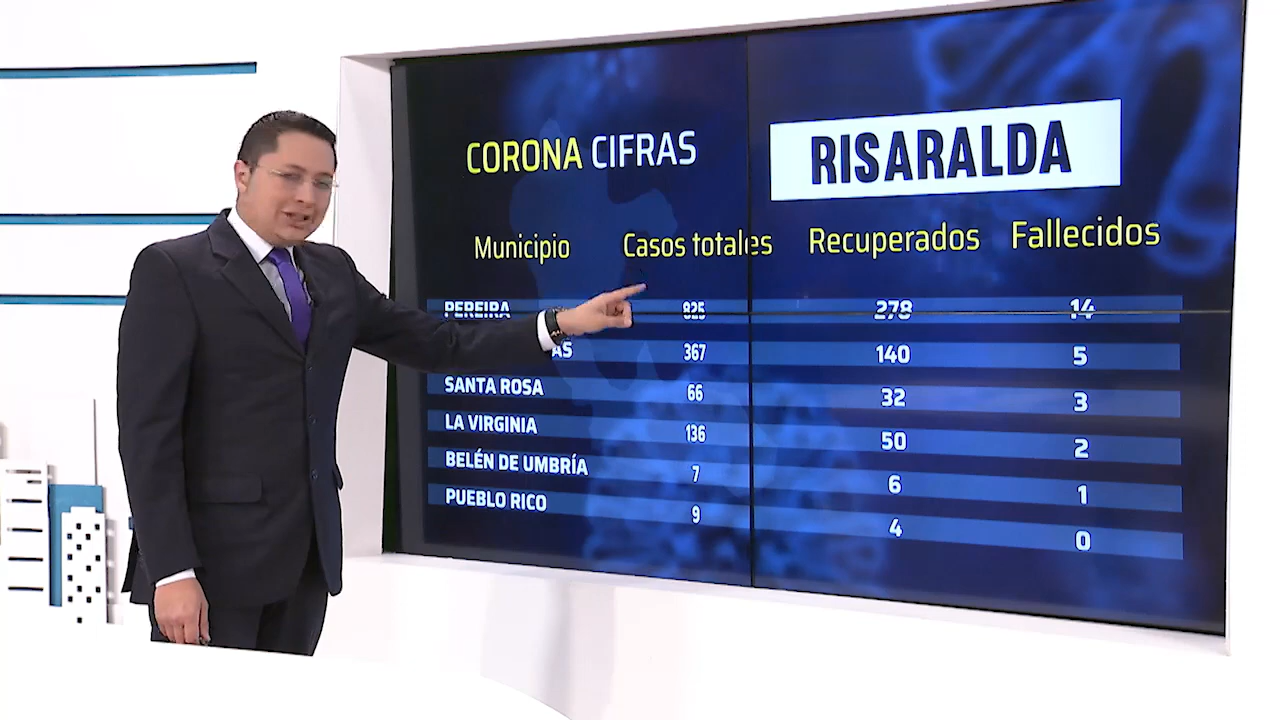 CORONA CIFRAS
RISARALDA
Municipio Casos totales Recuperados Fallecidos
PEREIRA 825 278 14
AS 367 140 5
SANTA ROSA 66 32 3
LA VIRGINIA 136 50 2
BELÉN DE UMBRÍA 7 6 1
PUEBLO RICO 9 4 0